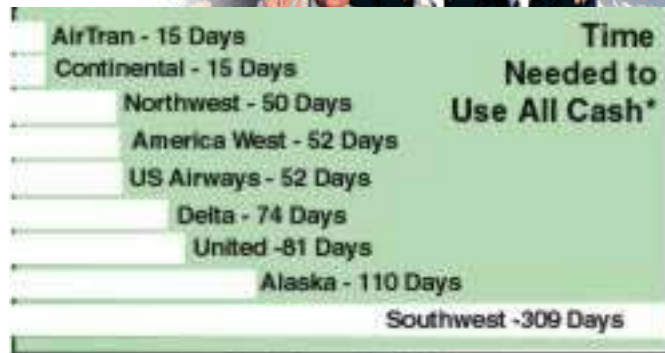 Time
Needed to
Use All Cash*
AirTran - 15 Days
Continental - 15 Days
Northwest - 50 Days
America West - 52 Days
US Airways - 52 Days
Delta - 74 Days
United -81 Days
Alaska - 110 Days
Southwest -309 Days